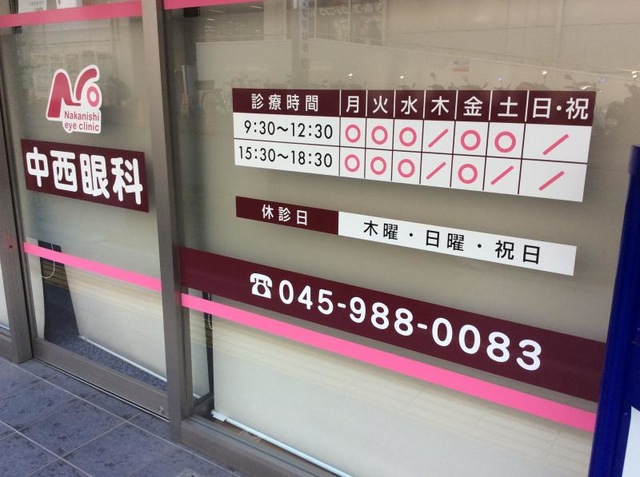 No
Nakanishi
eye clinic
中西眼科
診療時間 月 火 水 木 金 土 日・祝
9:30～12:30 ○ ○ ○ ／ ○ ○ ／
15:30～18:30 ○ ○ ○ ／ ○ ／ ／
休診日 木曜・日曜・祝日
☎045-988-0083